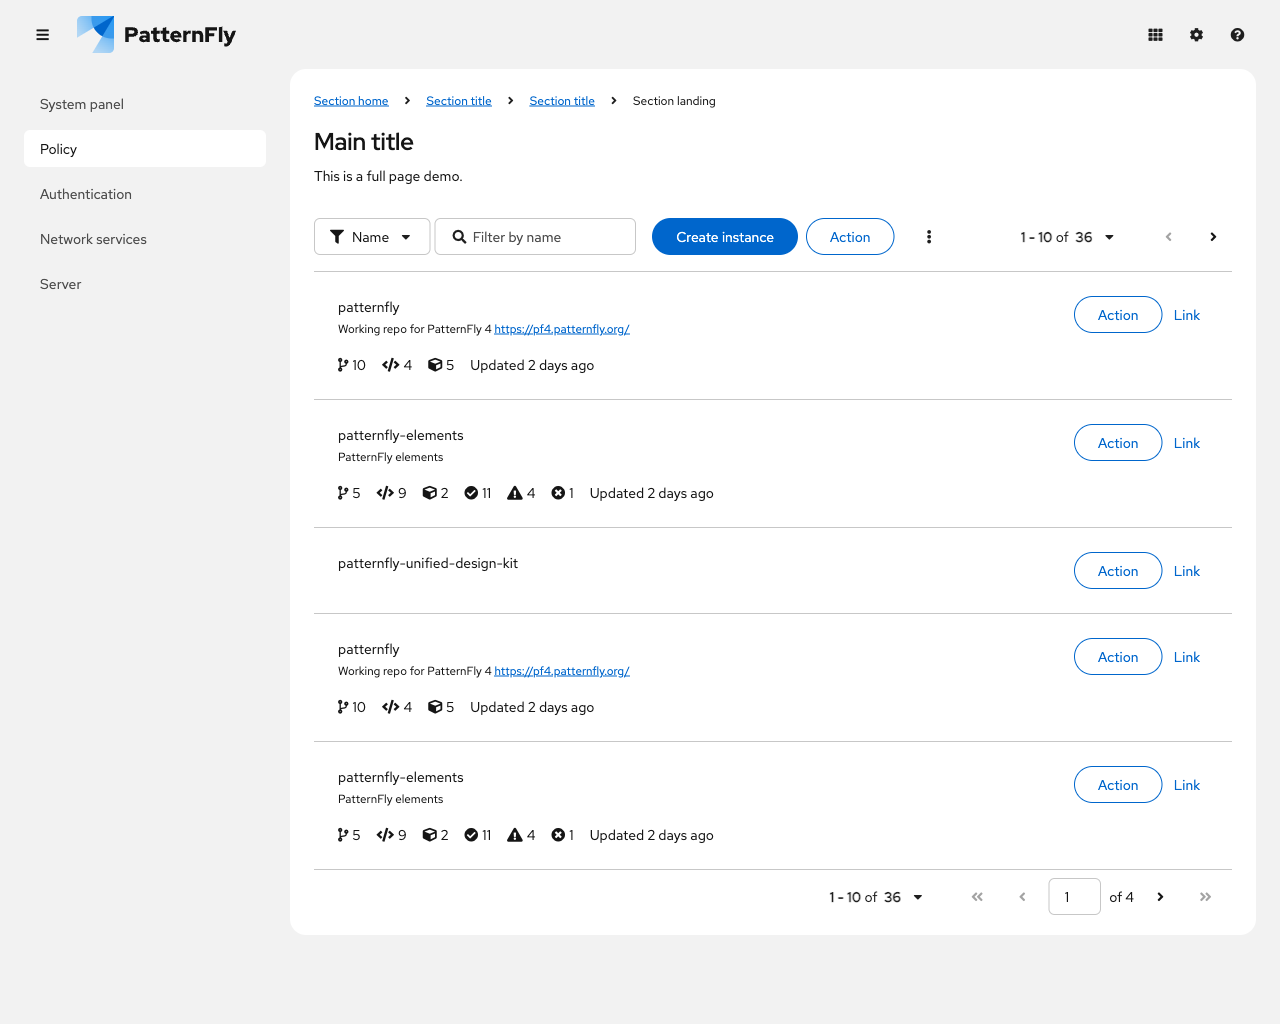 PatternFly
System panel
Policy
Authentication
Network services
Server
Section home Section title Section title Section landing
Main title
This is a full page demo.
Name Filter by name Create instance Action 1 - 10 of 36
patternfly
Working repo for PatternFly 4 https://pf4.patternfly.org/
10 4 5 Updated 2 days ago
Action Link
patternfly-elements
PatternFly elements
5 9 2 11 4 1 Updated 2 days ago
Action Link
patternfly-unified-design-kit
Action Link
patternfly
Working repo for PatternFly 4 https://pf4.patternfly.org/
10 4 5 Updated 2 days ago
Action Link
patternfly-elements
PatternFly elements
5 9 2 11 4 1 Updated 2 days ago
Action Link
1 - 10 of 36 1 of 4